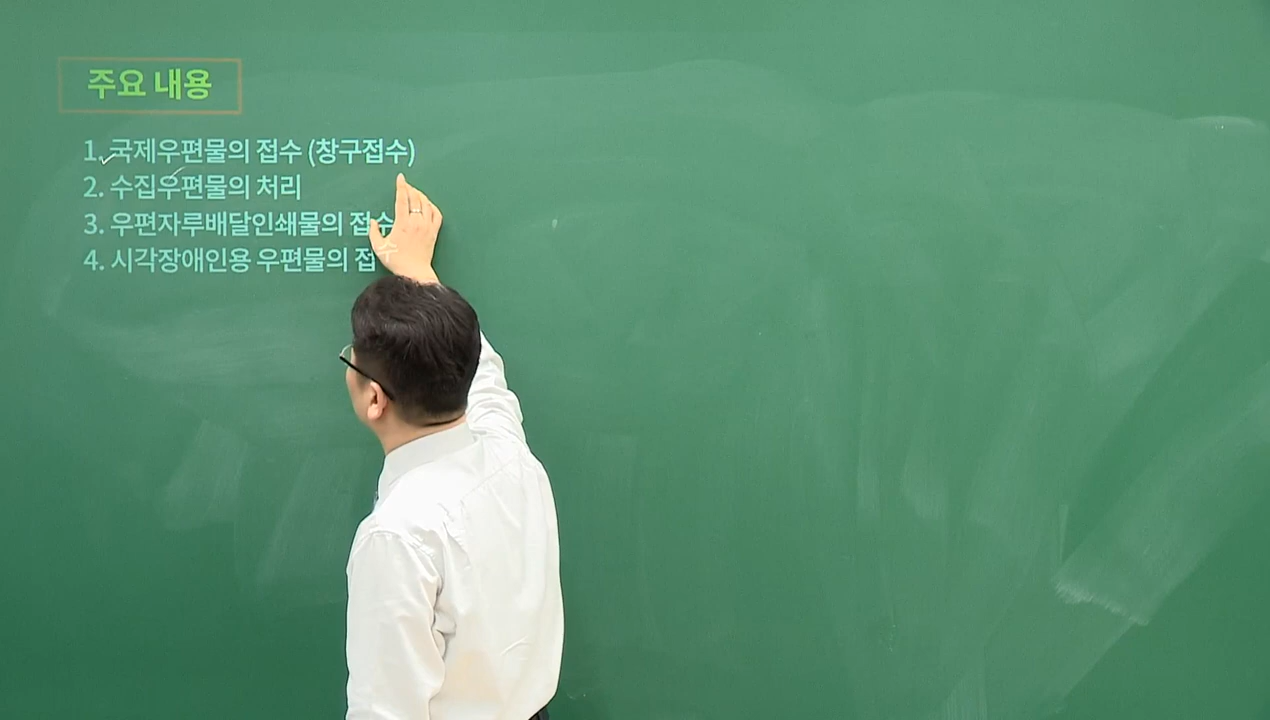 주요 내용
1. 국제우편물의 접수 (창구접수)
2. 수집우편물의 처리
3. 우편자루배달인쇄물의 접수
4. 시각장애인용 우편물의 접수